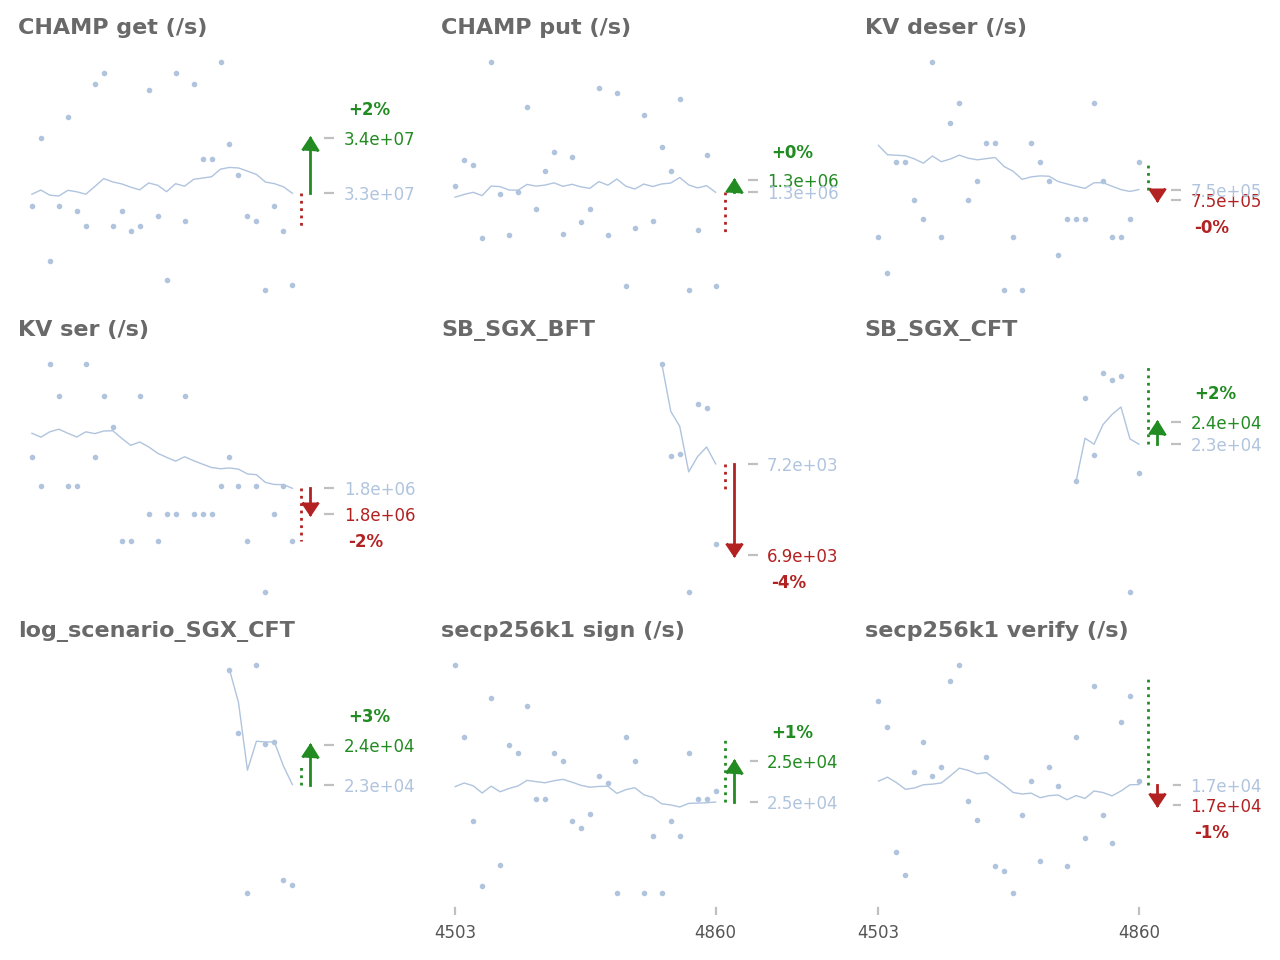 CHAMP get (/s)
+2%
3.4e+07
3.3e+07
CHAMP put (/s)
+0%
1.3e+06
1.3e+06
KV deser (/s)
7.5e+05
7.5e+05
-0%
KV ser (/s)
1.8e+06
1.8e+06
-2%
SB_SGX_BFT
7.2e+03
6.9e+03
-4%
SB_SGX_CFT
+2%
2.4e+04
2.3e+04
log_scenario_SGX_CFT
+3%
2.4e+04
2.3e+04
secp256k1 sign (/s)
+1%
2.5e+04
2.5e+04
4503 4860
secp256k1 verify (/s)
1.7e+04
1.7e+04
-1%
4503 4860